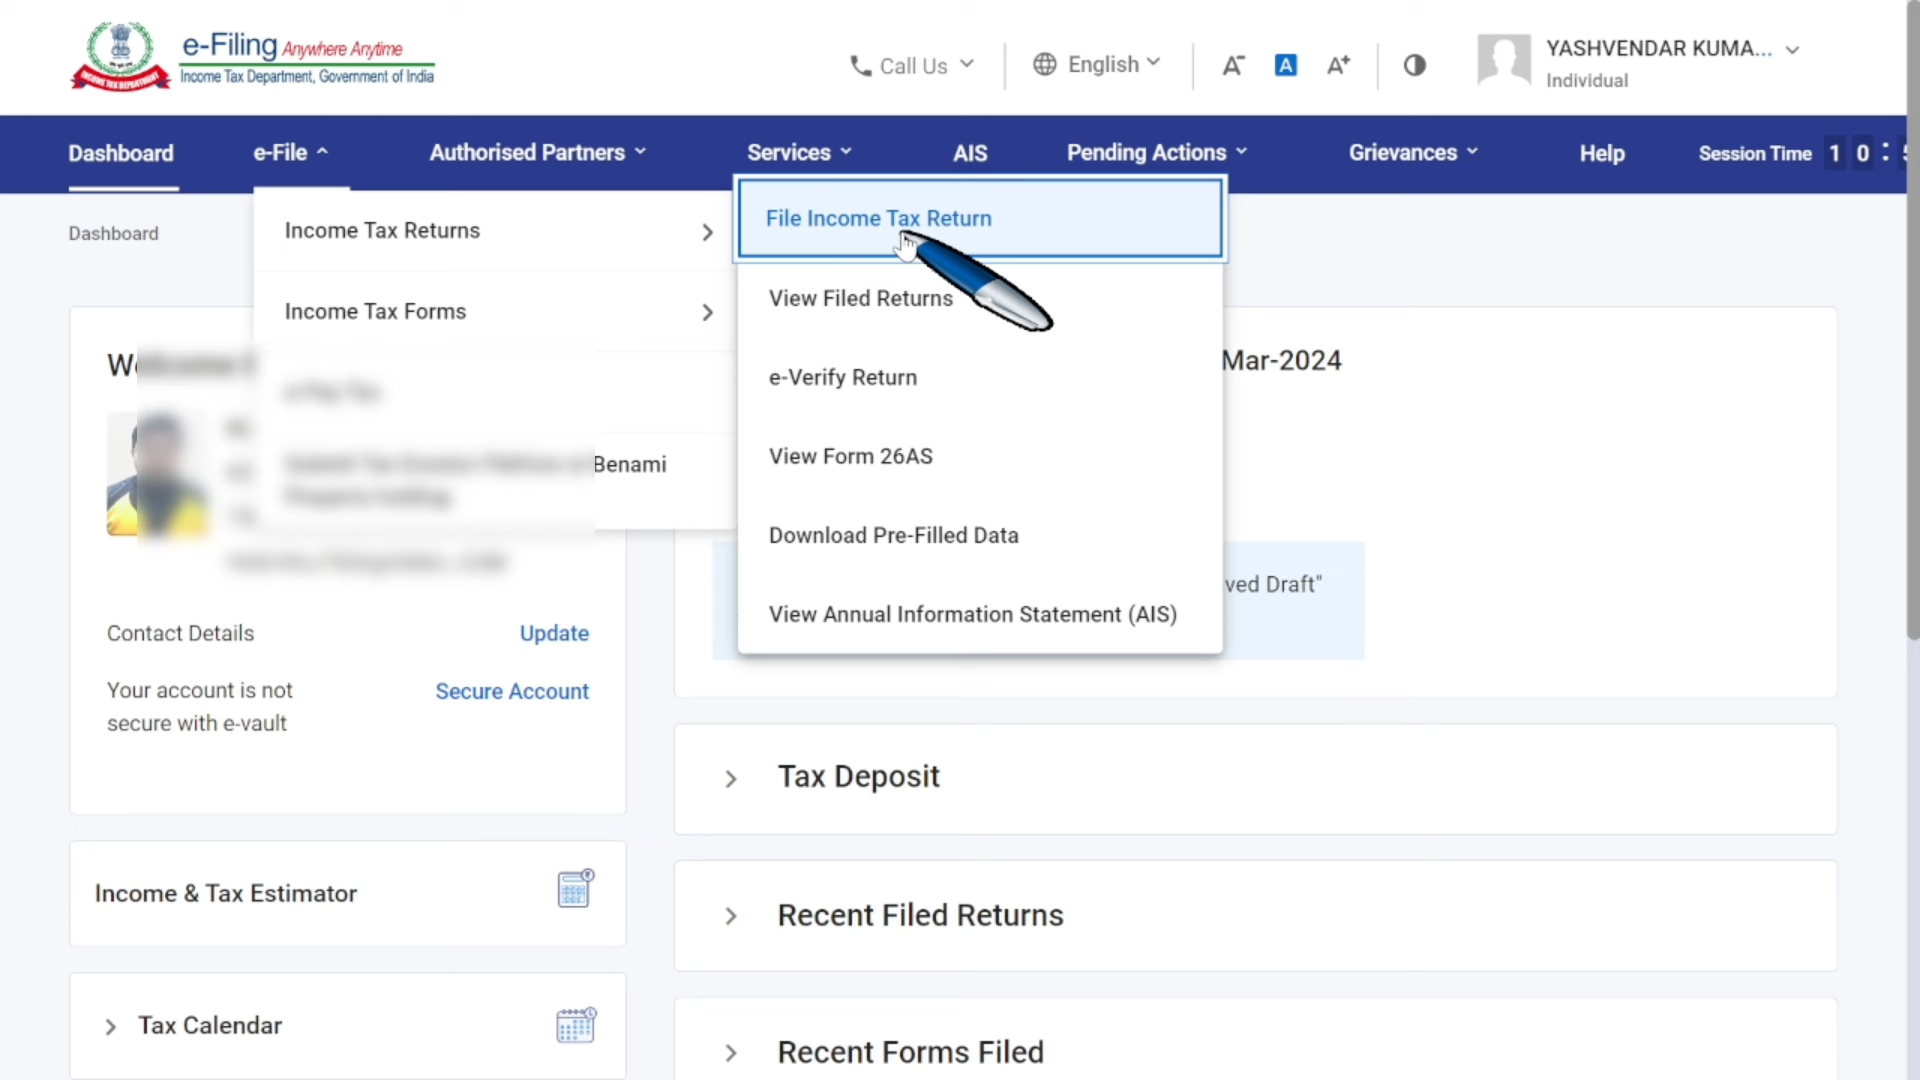 e-Filing Anywhere Anytime
Income Tax Department, Government of India
INCOME TAX DEPARTMENT
Call Us
English
A-
A
A+
YASHVENDAR KUMA...
Individual
Dashboard
e-File
Authorised Partners
Services
AIS
Pending Actions
Grievances
Help
Session Time 1 0 :
Dashboard
Income Tax Returns
Income Tax Forms
Benami
File Income Tax Return
View Filed Returns
e-Verify Return
View Form 26AS
Download Pre-Filled Data
View Annual Information Statement (AIS)
Mar-2024
ved Draft"
Contact Details
Update
Your account is not
secure with e-vault
Secure Account
Income & Tax Estimator
Tax Calendar
Tax Deposit
Recent Filed Returns
Recent Forms Filed